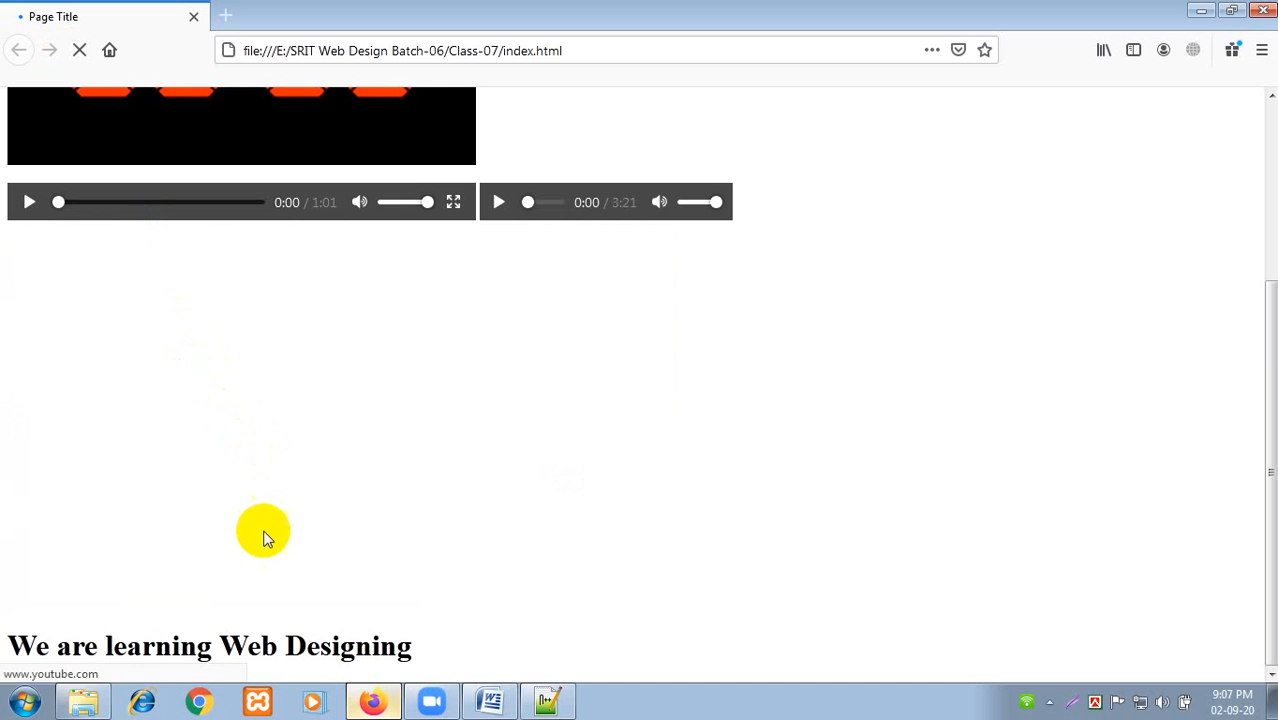 Page Title
file:///E:/SRIT Web Design Batch-06/Class-07/index.html
0:00 / 1:01
0:00 / 3:21
We are learning Web Designing
www.youtube.com
9:07 PM
02-09-20